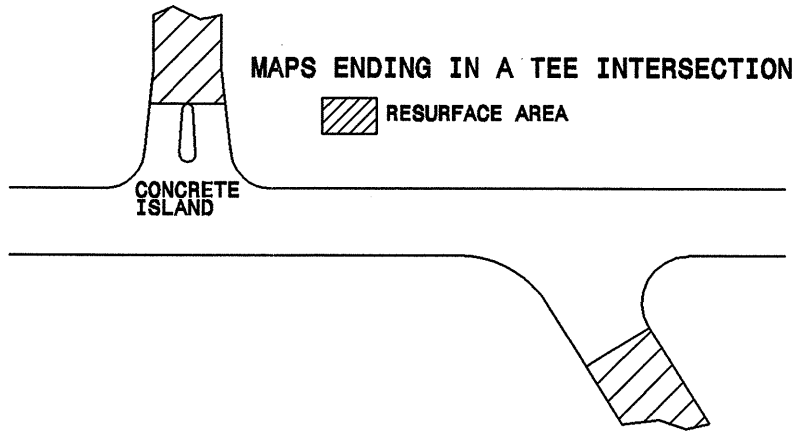 MAPS ENDING IN A TEE INTERSECTION
RESURFACE AREA
CONCRETE
ISLAND